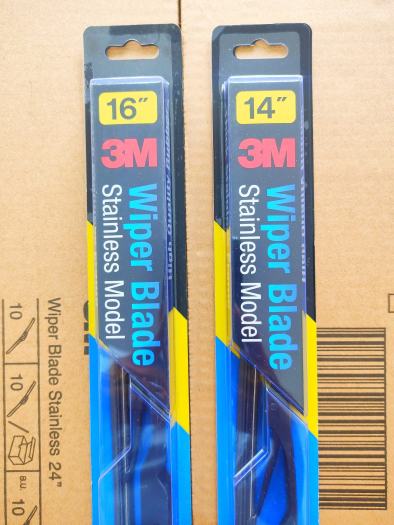 16"
3M
Wiper Blade
Stainless Model
14"
3M
Wiper Blade
Stainless Model
Wiper Blade Stainless 24"
10
10
B.U.
10